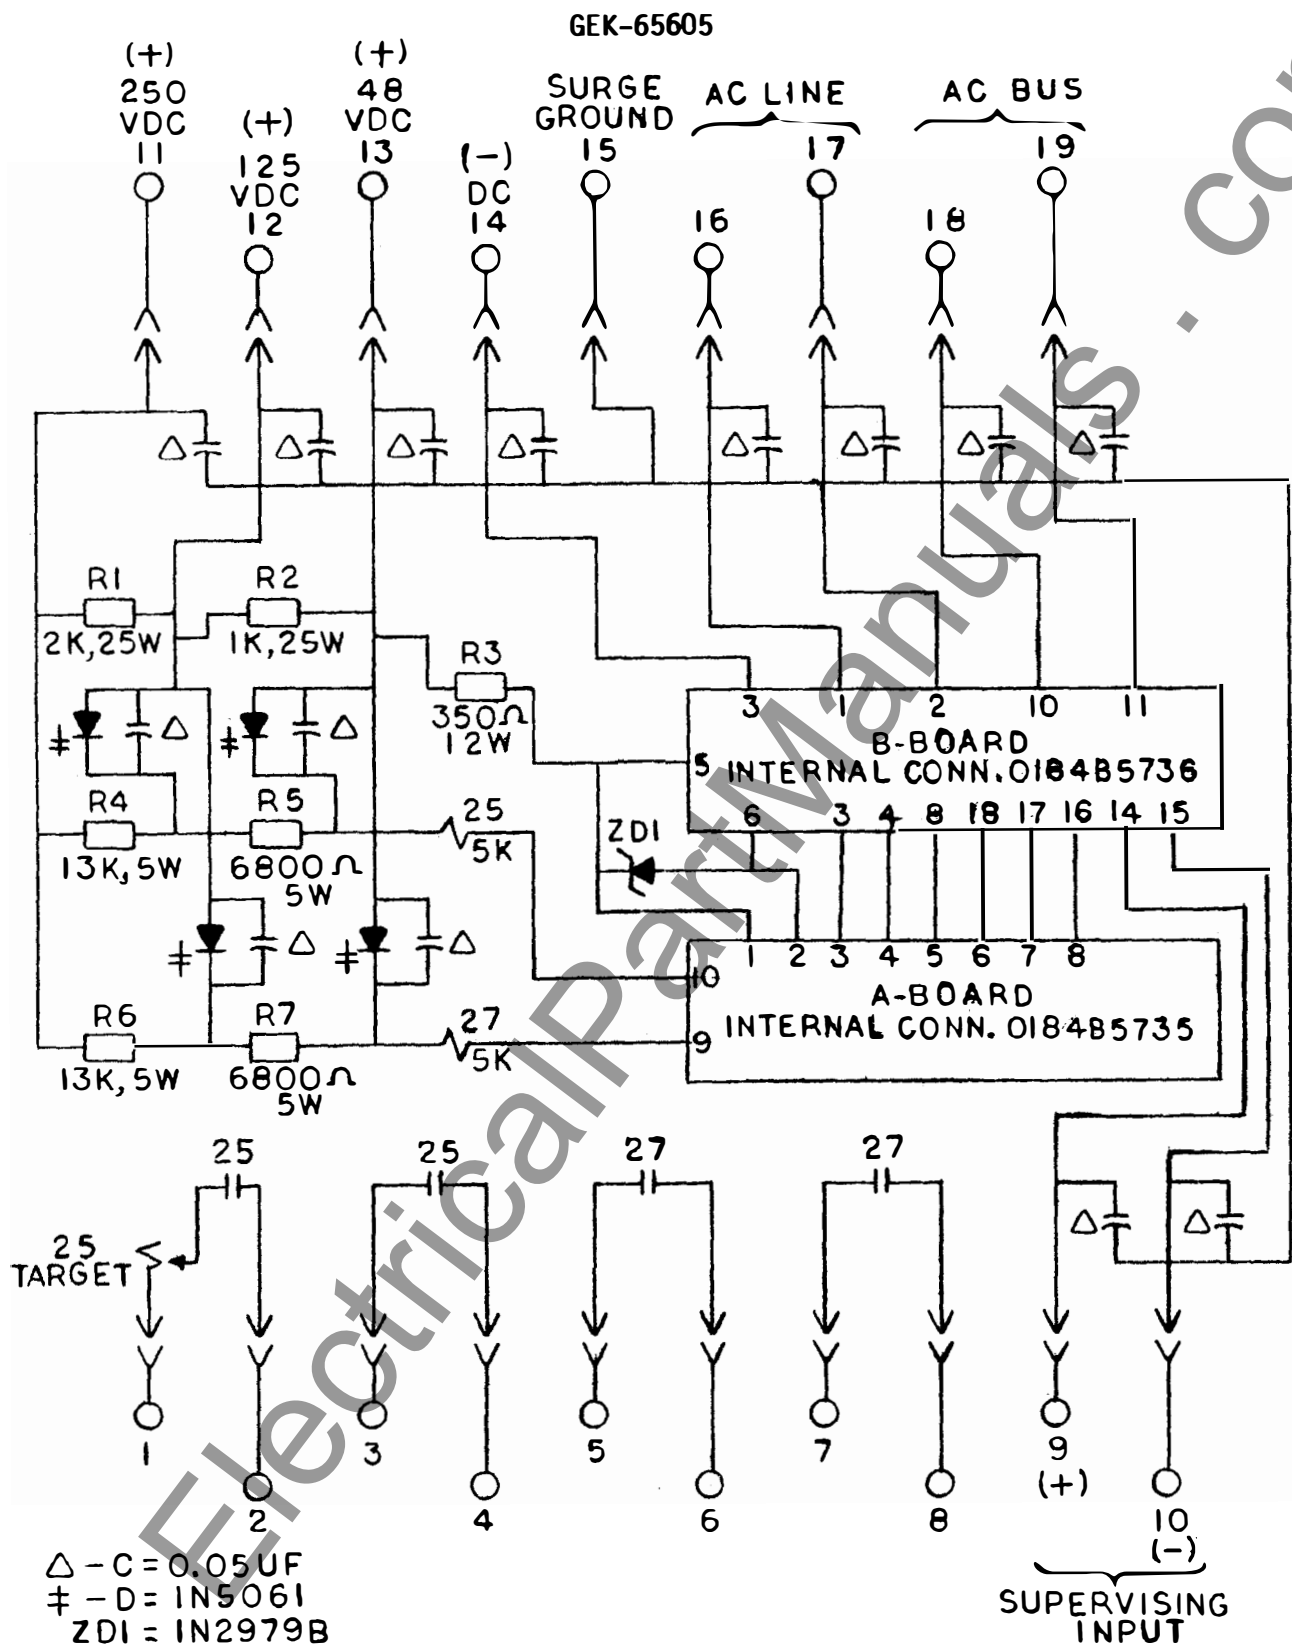 GEK-65605
(+)
250
VDC
11
(+)
125
VDC
12
(+)
48
VDC
13
(-)
DC
14
SURGE
GROUND
15
AC LINE
16
17
AC BUS
18
19
R1
2K, 25W
R2
1K, 25W
R3
350Ω
12W
3 1 2 10 11
B-BOARD
5 INTERNAL CONN. 0184B5736
6 3 4 8 18 17 16 14 15
R4
13K, 5W
R5
6800Ω
5W
25
5K
ZD1
1 2 3 4 5 6 7 8
10
A-BOARD
INTERNAL CONN. 0184B5735
9
R6
13K, 5W
R7
6800Ω
5W
27
5K
25
25
27
27
25
TARGET
1
2
3
4
5
6
7
8
9
(+)
10
(-)
SUPERVISING
INPUT
△ - C = 0.05UF
‡ - D = 1N5061
ZD1 = 1N2979B
ElectricalPartManuals . com